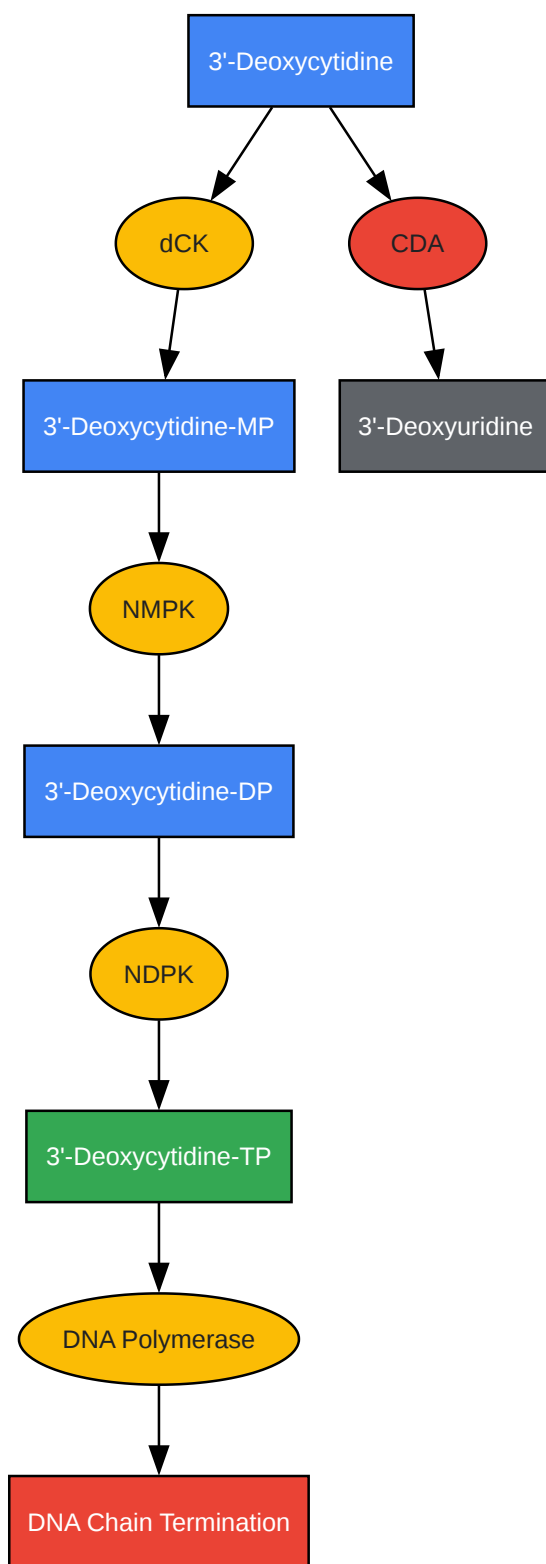 3'-Deoxycytidine
dCK
CDA
3'-Deoxycytidine-MP
3'-Deoxyuridine
NMPK
3'-Deoxycytidine-DP
NDPK
3'-Deoxycytidine-TP
DNA Polymerase
DNA Chain Termination